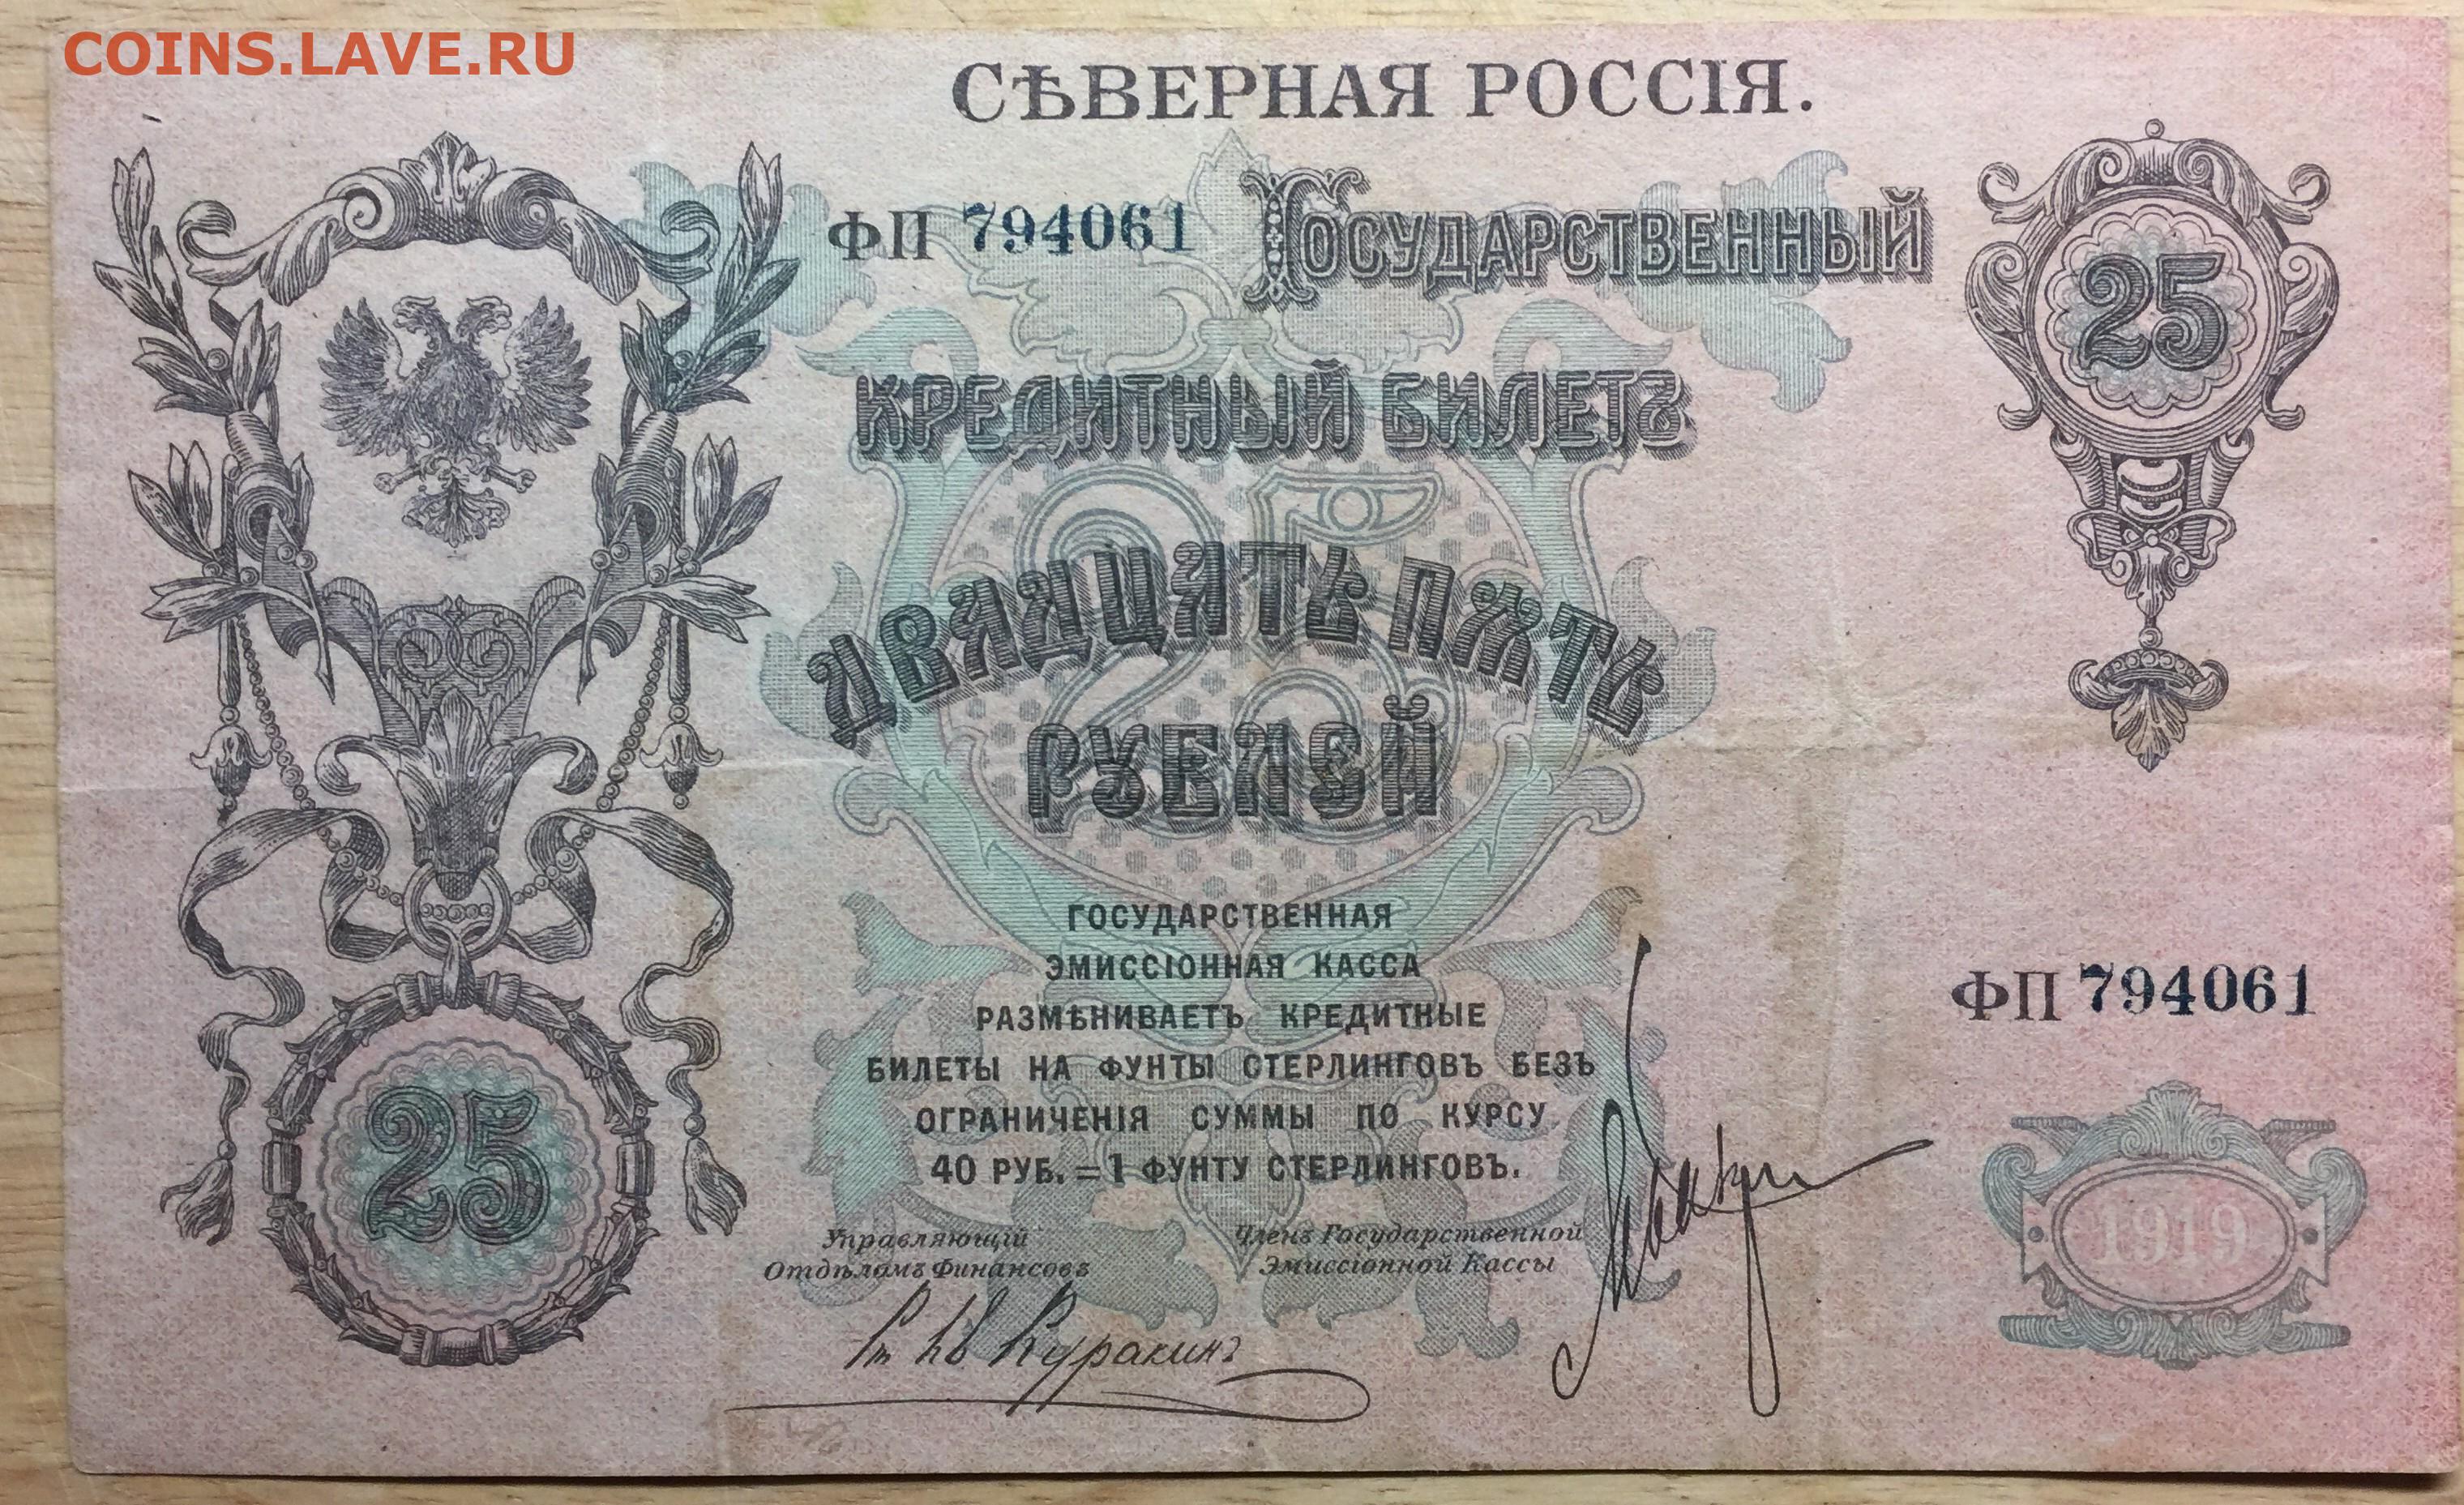 COINS.LAVE.RU
СѢВЕРНАЯ РОССІЯ.
ФП 794061 ГОСУДАРСТВЕННЫЙ
25
КРЕДИТНЫЙ БИЛЕТЪ
25
ДВАДЦАТЬ ПЯТЬ
РУБЛЕЙ
ГОСУДАРСТВЕННАЯ
ЭМИССІОННАЯ КАССА
РАЗМѢНИВАЕТЪ КРЕДИТНЫЕ
ФП 794061
БИЛЕТЫ НА ФУНТЫ СТЕРЛИНГОВЪ БЕЗЪ
ОГРАНИЧЕНІЯ СУММЫ ПО КУРСУ
40 РУБ. = 1 ФУНТУ СТЕРЛИНГОВЪ.
25
Управляющій
Отдѣломъ Финансовъ
Членъ Государственной
Эмиссіонной Кассы
1919
Куракинъ